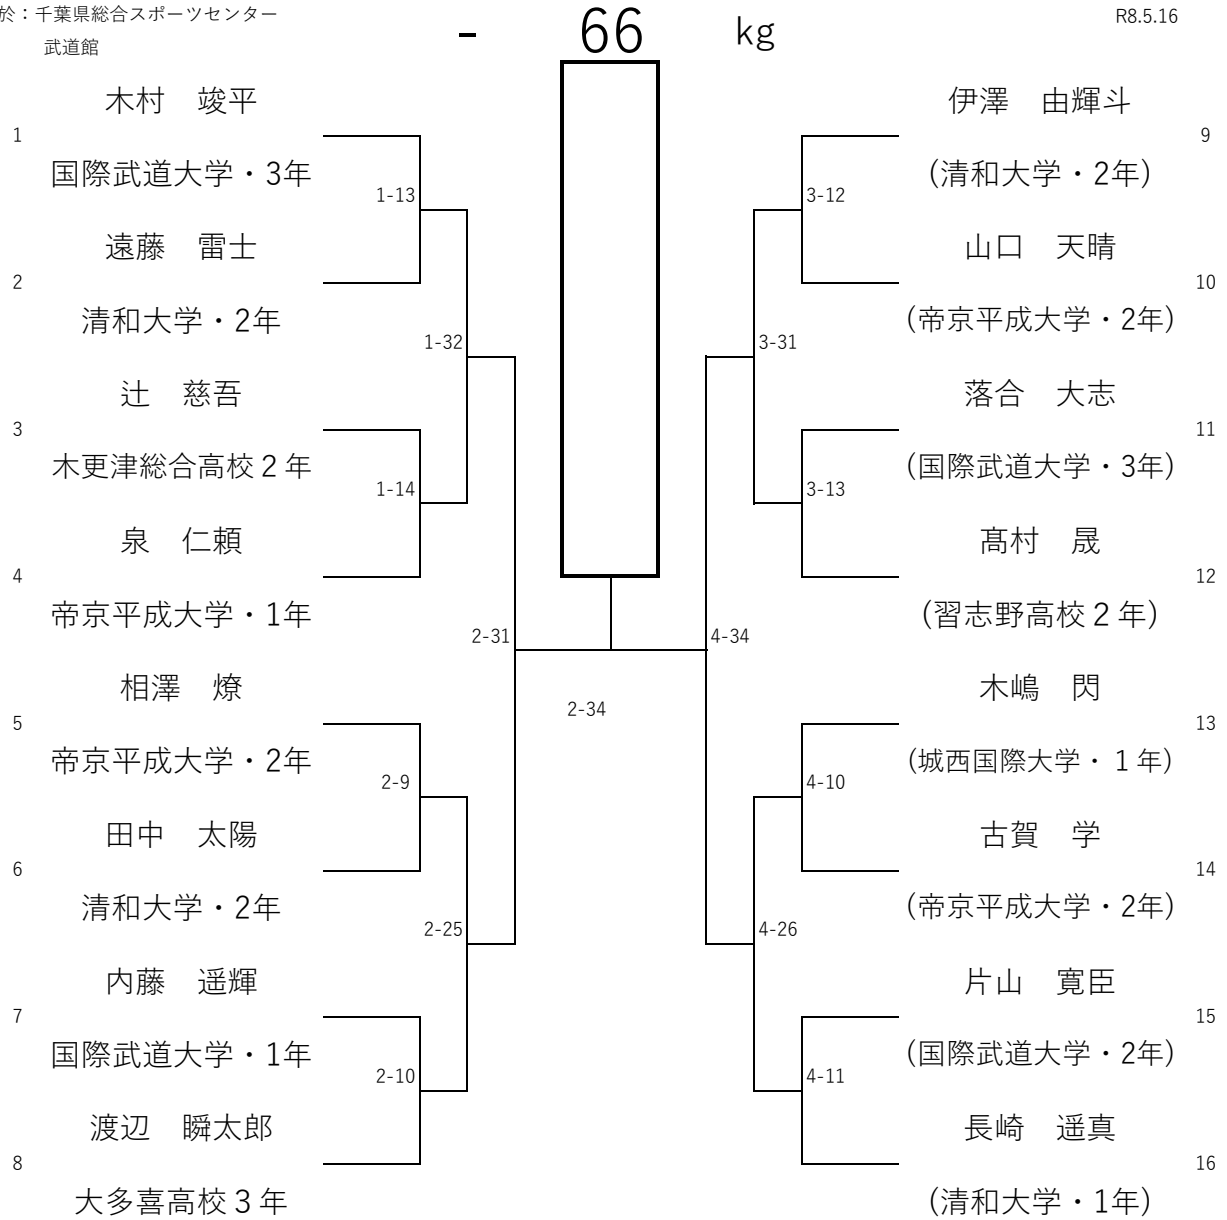 於：千葉県総合スポーツセンター
武道館
- 66 kg
R8.5.16
木村　竣平
1
国際武道大学・3年
1-13
遠藤　雷士
2
清和大学・2年
1-32
辻　慈吾
3
木更津総合高校２年
1-14
泉　仁頼
4
帝京平成大学・1年
2-31
相澤　燎
5
帝京平成大学・2年
2-9
田中　太陽
6
清和大学・2年
2-25
内藤　遥輝
7
国際武道大学・1年
2-10
渡辺　瞬太郎
8
大多喜高校３年
2-34
伊澤　由輝斗
9
(清和大学・2年)
3-12
山口　天晴
10
(帝京平成大学・2年)
3-31
落合　大志
11
(国際武道大学・3年)
3-13
髙村　晟
12
(習志野高校２年)
4-34
木嶋　閃
13
(城西国際大学・１年)
4-10
古賀　学
14
(帝京平成大学・2年)
4-26
片山　寛臣
15
(国際武道大学・2年)
4-11
長崎　遥真
16
(清和大学・1年)